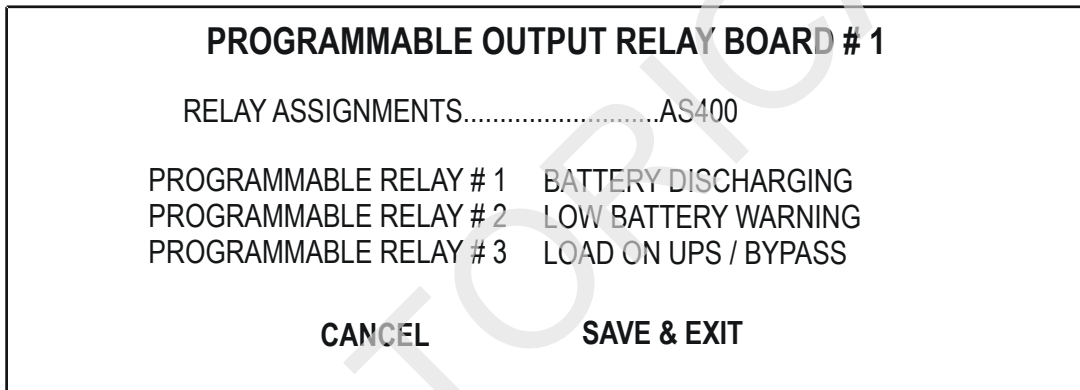 PROGRAMMABLE OUTPUT RELAY BOARD # 1
RELAY ASSIGNMENTS...........................AS400
PROGRAMMABLE RELAY # 1 BATTERY DISCHARGING
PROGRAMMABLE RELAY # 2 LOW BATTERY WARNING
PROGRAMMABLE RELAY # 3 LOAD ON UPS / BYPASS
CANCEL SAVE & EXIT